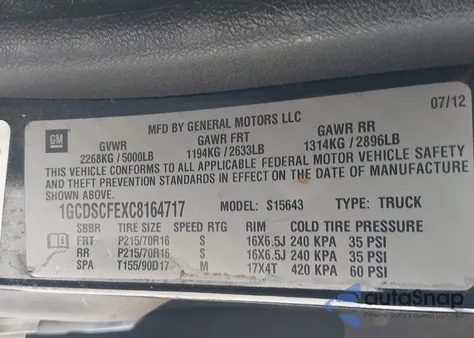 07/12
GM
MFD BY GENERAL MOTORS LLC
GVWR GAWR FRT GAWR RR
2268KG / 5000LB 1194KG / 2633LB 1314KG / 2896LB
THIS VEHICLE CONFORMS TO ALL APPLICABLE FEDERAL MOTOR VEHICLE SAFETY
STANDARDS IN EFFECT ON THE DATE OF MANUFACTURE
SHOWN ABOVE.
1GCDSCFEXC8164717 MODEL: S15643 TYPE: TRUCK
SBBR TIRE SIZE SPEED RTG RIM COLD TIRE PRESSURE
FRT P215/70R16 S 16X6.5J 240 KPA 35 PSI
RR P215/70R16 S 16X6.5J 240 KPA 35 PSI
SPA T155/90D17 M 17X4T 420 KPA 60 PSI
autoSnap